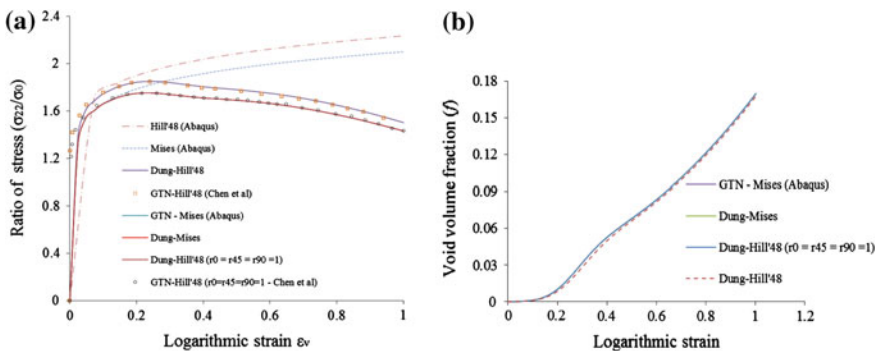 (a)
Ratio of stress (σ22/σ0)
2.4
2
1.6
1.2
0.8
0.4
0
Hill'48 (Abaqus)
Mises (Abaqus)
Dung-Hill'48
GTN-Hill'48 (Chen et al)
GTN - Mises (Abaqus)
Dung-Mises
Dung-Hill'48 (r0 = r45 = r90 =1)
GTN-Hill'48 (r0=r45=r90=1 - Chen et al)
0 0.2 0.4 0.6 0.8 1
Logarithmic strain εv
(b)
Void volume fraction (f)
0.18
0.15
0.12
0.09
0.06
0.03
0
GTN - Mises (Abaqus)
Dung-Mises
Dung-Hill'48 (r0 = r45 = r90 =1)
Dung-Hill'48
0 0.2 0.4 0.6 0.8 1 1.2
Logarithmic strain